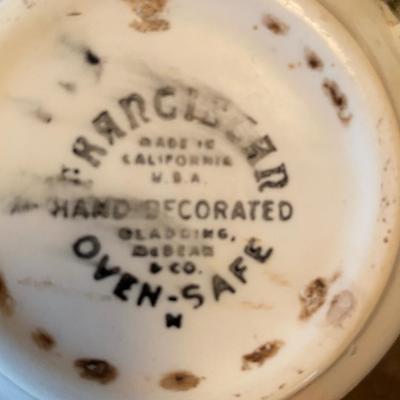 FRANCISCAN
MADE IN
CALIFORNIA
U.S.A.
HAND DECORATED
GLADDING,
McBEAN
& CO.
OVEN-SAFE
N